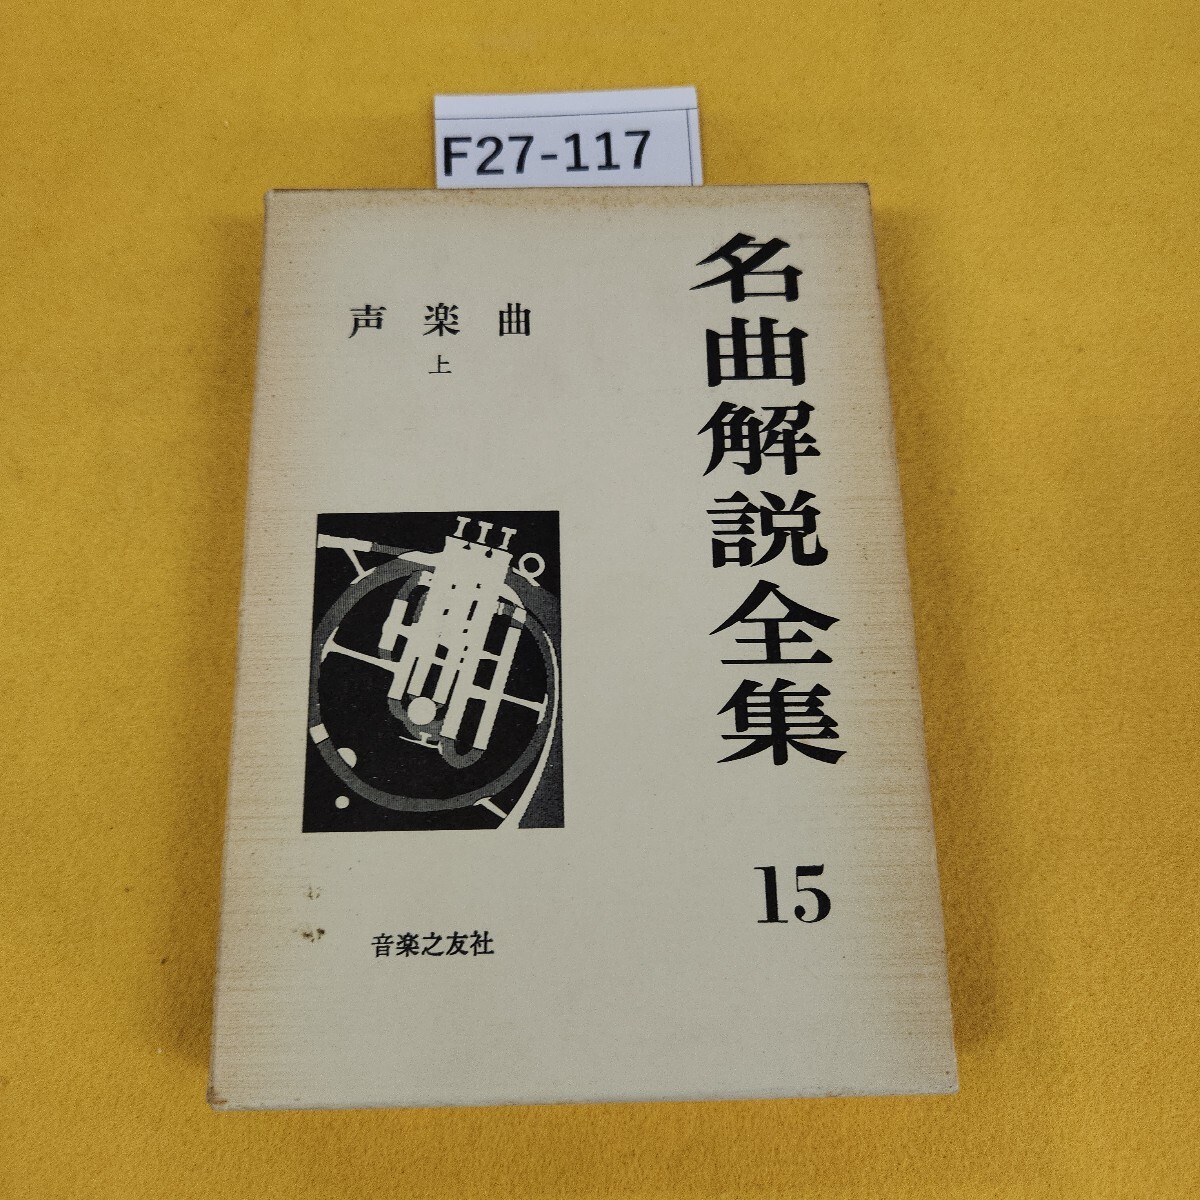 F27-117
名曲解説全集
15
声楽曲
上
音楽之友社